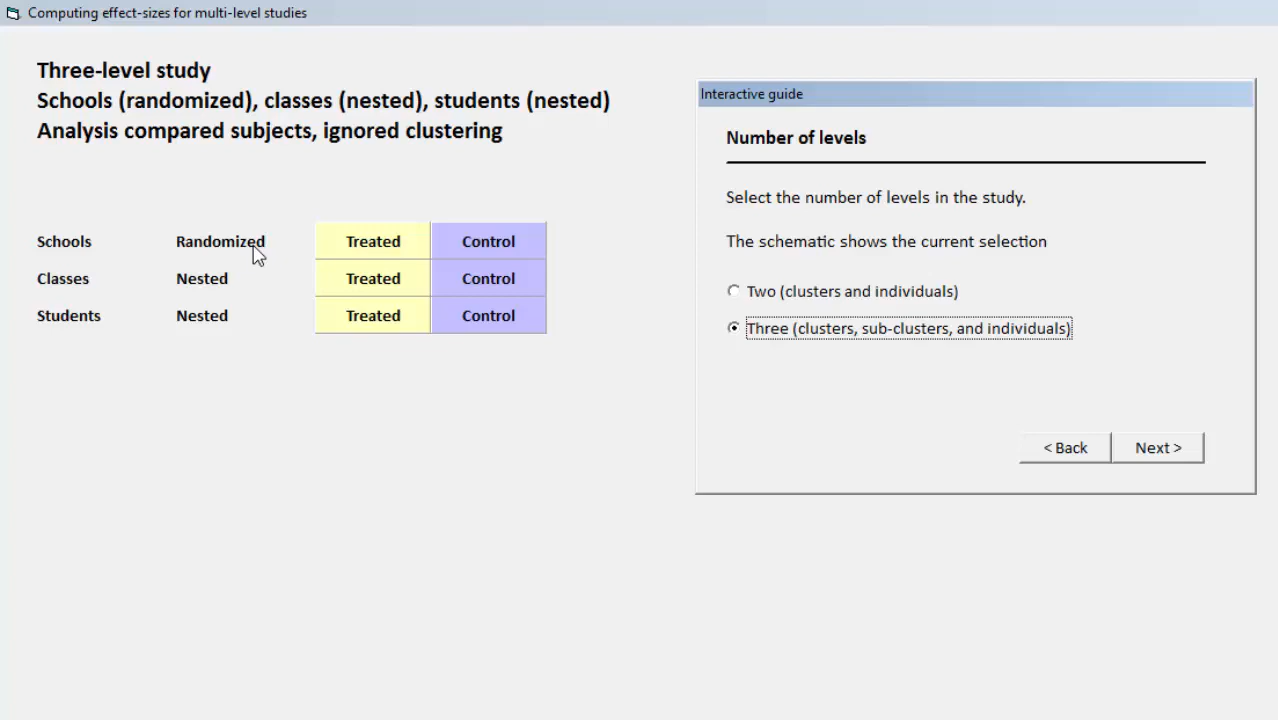 Computing effect-sizes for multi-level studies
Three-level study
Schools (randomized), classes (nested), students (nested)
Analysis compared subjects, ignored clustering
Schools Randomized Treated Control
Classes Nested Treated Control
Students Nested Treated Control
Interactive guide
Number of levels
Select the number of levels in the study.
The schematic shows the current selection
Two (clusters and individuals)
Three (clusters, sub-clusters, and individuals)
< Back Next >